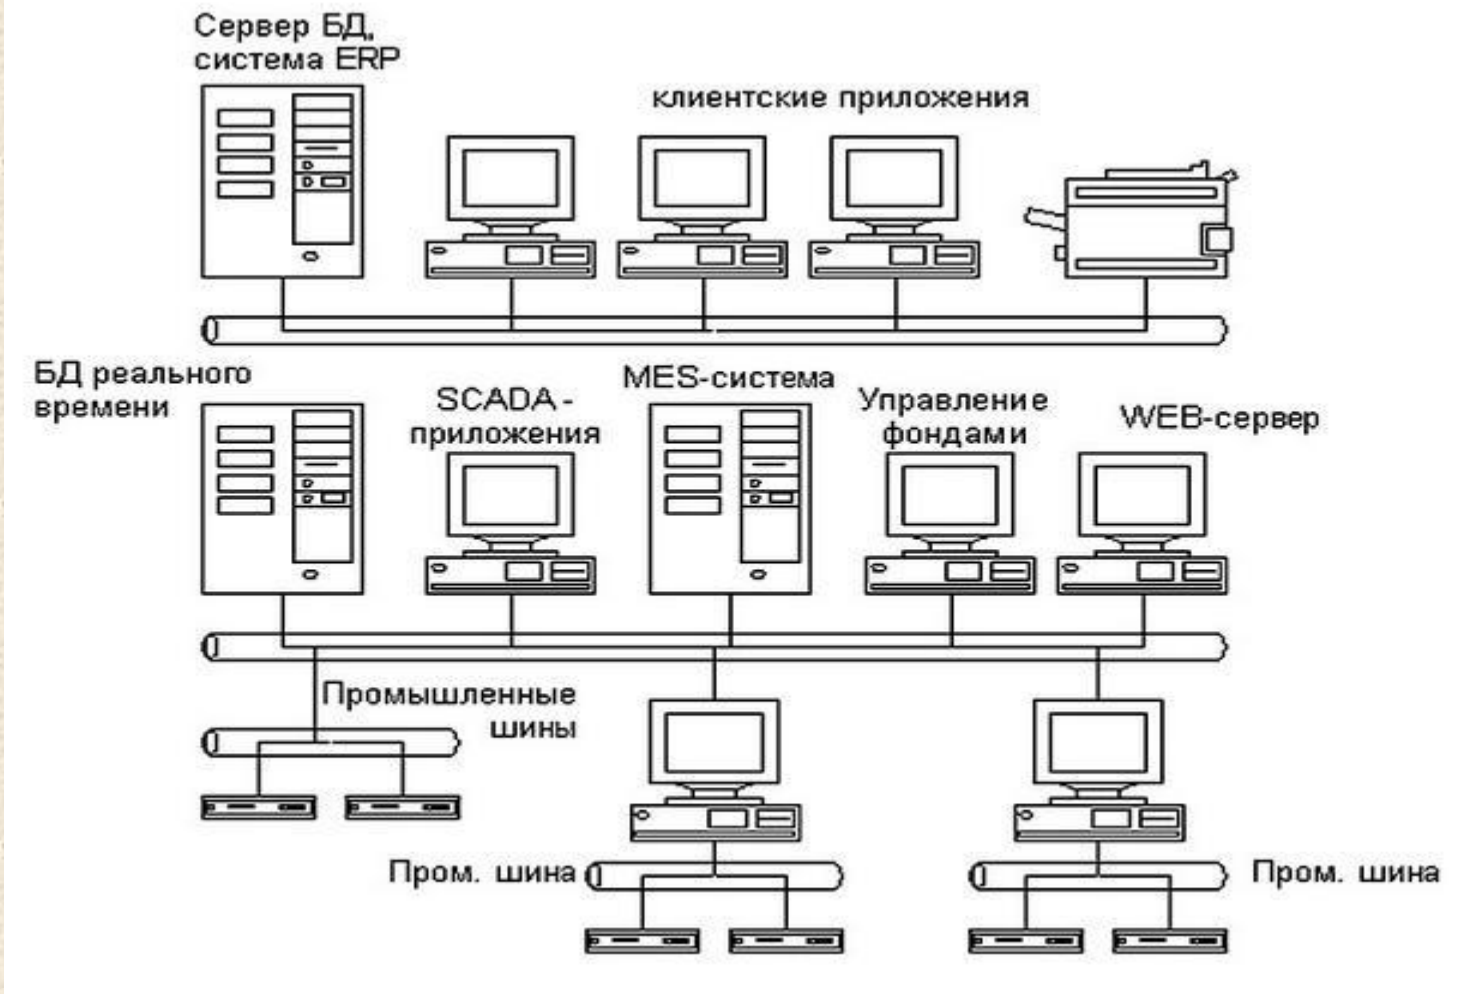 Сервер БД,
система ERP
клиентские приложения
БД реального
времени
SCADA -
приложения
MES-система
Управление
фондами
WEB-сервер
Промышленные
шины
Пром. шина
Пром. шина